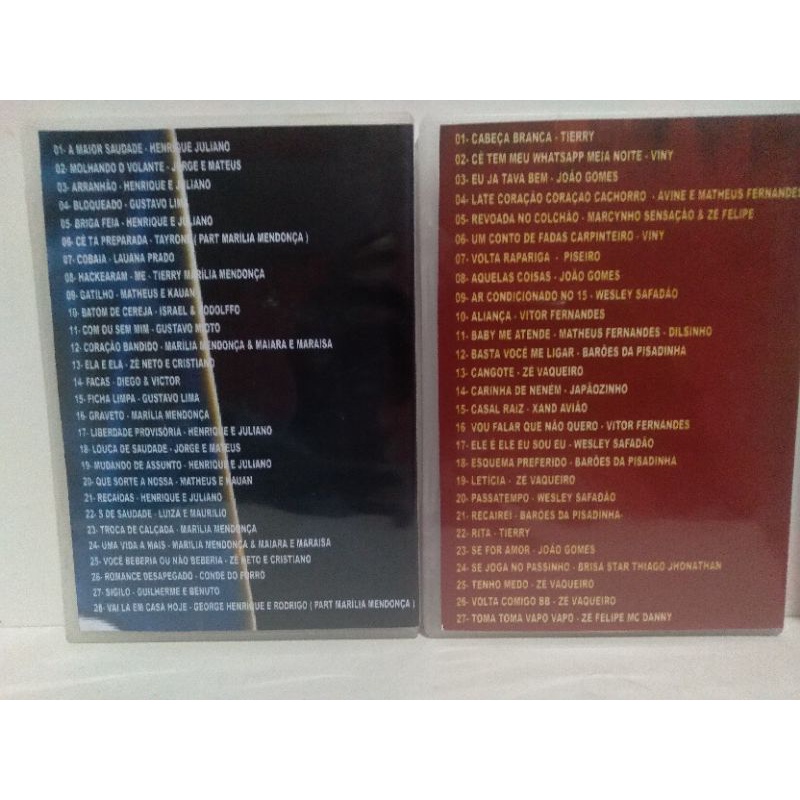 01- A MAIOR SAUDADE - HENRIQUE JULIANO
02- MOLHANDO O VOLANTE - JORGE E MATEUS
03- ARRANHÃO - HENRIQUE E JULIANO
04- BLOQUEADO - GUSTAVO LIMA
05- BRIGA FEIA - HENRIQUE E JULIANO
06- CÊ TA PREPARADA - TAYRONE ( PART MARÍLIA MENDONÇA )
07- COBAIA - LAUANA PRADO
08- HACKEARAM - ME - TIERRY MARÍLIA MENDONÇA
09- GATILHO - MATHEUS E KAUAN
10- BATOM DE CEREJA - ISRAEL & RODOLFFO
11- COM OU SEM MIM - GUSTAVO MIOTO
12- CORAÇÃO BANDIDO - MARÍLIA MENDONÇA & MAIARA E MARAISA
13- ELA E ELA - ZÉ NETO E CRISTIANO
14- FACAS - DIEGO & VICTOR
15- FICHA LIMPA - GUSTAVO LIMA
16- GRAVETO - MARÍLIA MENDONÇA
17- LIBERDADE PROVISÓRIA - HENRIQUE E JULIANO
18- LOUCA DE SAUDADE - JORGE E MATEUS
19- MUDANDO DE ASSUNTO - HENRIQUE E JULIANO
20- QUE SORTE A NOSSA - MATHEUS E KAUAN
21- RECAIDAS - HENRIQUE E JULIANO
22- S DE SAUDADE - LUIZA E MAURILIO
23- TROCA DE CALÇADA - MARÍLIA MENDONÇA
24- UMA VIDA A MAIS - MARÍLIA MENDONÇA & MAIARA E MARAISA
25- VOCÊ BEBERIA OU NÃO BEBERIA - ZÉ NETO E CRISTIANO
26- ROMANCE DESAPEGADO - CONDE DO FORRÓ
27- SIGILO - GUILHERME E BENUTO
28- VAI LA EM CASA HOJE - GEORGE HENRIQUE E RODRIGO ( PART MARÍLIA MENDONÇA )
01- CABEÇA BRANCA - TIERRY
02- CÊ TEM MEU WHATSAPP MEIA NOITE - VINY
03- EU JA TAVA BEM - JOÃO GOMES
04- LATE CORAÇÃO CORAÇAO CACHORRO - AVINE E MATHEUS FERNANDES
05- REVOADA NO COLCHÃO - MARCYNHO SENSAÇÃO & ZÉ FELIPE
06- UM CONTO DE FADAS CARPINTEIRO - VINY
07- VOLTA RAPARIGA - PISEIRO
08- AQUELAS COISAS - JOÃO GOMES
09- AR CONDICIONADO NO 15 - WESLEY SAFADÃO
10- ALIANÇA - VITOR FERNANDES
11- BABY ME ATENDE - MATHEUS FERNANDES - DILSINHO
12- BASTA VOCÊ ME LIGAR - BARÕES DA PISADINHA
13- CANGOTE - ZÉ VAQUEIRO
14- CARINHA DE NENÉM - JAPÃOZINHO
15- CASAL RAIZ - XAND AVIÃO
16- VOU FALAR QUE NÃO QUERO - VITOR FERNANDES
17- ELE É ELE EU SOU EU - WESLEY SAFADÃO
18- ESQUEMA PREFERIDO - BARÕES DA PISADINHA
19- LETÍCIA - ZÉ VAQUEIRO
20- PASSATEMPO - WESLEY SAFADÃO
21- RECAIREI - BARÕES DA PISADINHA
22- RITA - TIERRY
23- SE FOR AMOR - JOÃO GOMES
24- SE JOGA NO PASSINHO - BRISA STAR THIAGO JHONATHAN
25- TENHO MEDO - ZÉ VAQUEIRO
26- VOLTA COMIGO BB - ZÉ VAQUEIRO
27- TOMA TOMA VAPO VAPO - ZÉ FELIPE MC DANNY